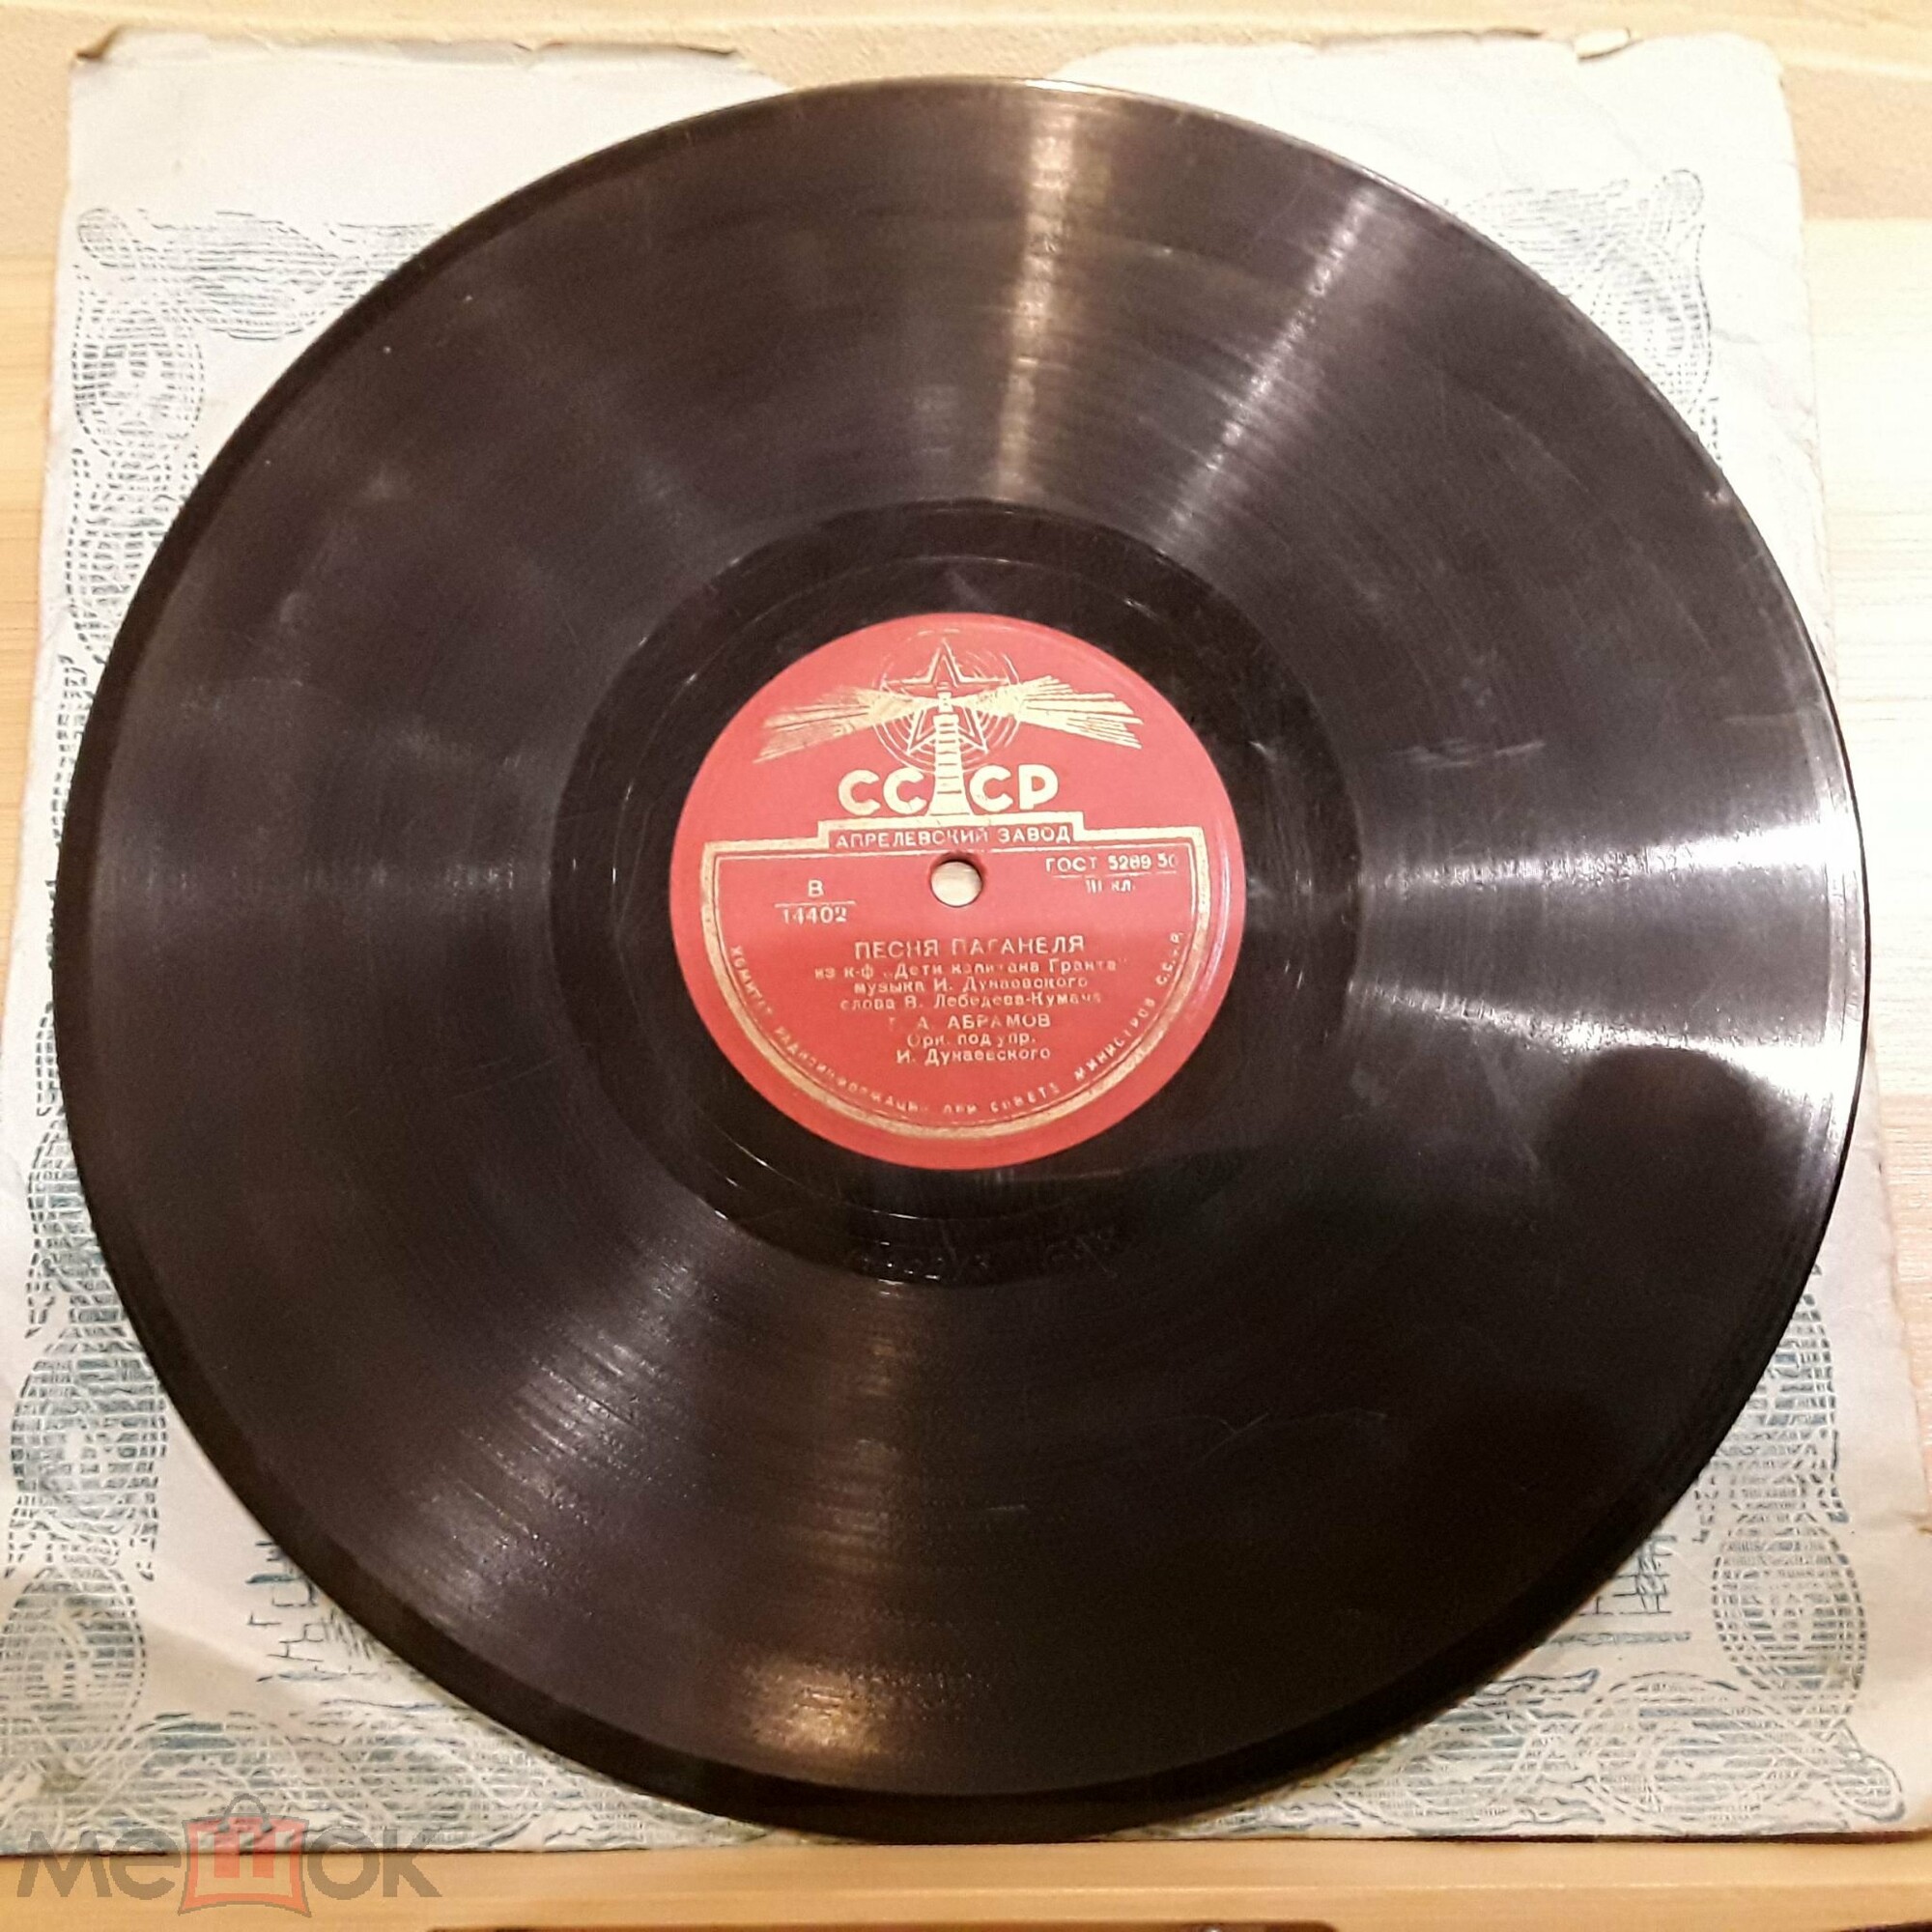 СССР
АПРЕЛЕВСКИЙ ЗАВОД
ГОСТ 5289-50
III кл.
В
14402
ПЕСНЯ ПАГАНЕЛЯ
из к-ф „Дети капитана Гранта"
музыка И. Дунаевского
слова В. Лебедева-Кумача
Г. А. АБРАМОВ
Орк. под упр.
И. Дунаевского
КОМИТЕТ РАДИОИНФОРМАЦИИ ПРИ СОВЕТЕ МИНИСТРОВ СССР
мешок